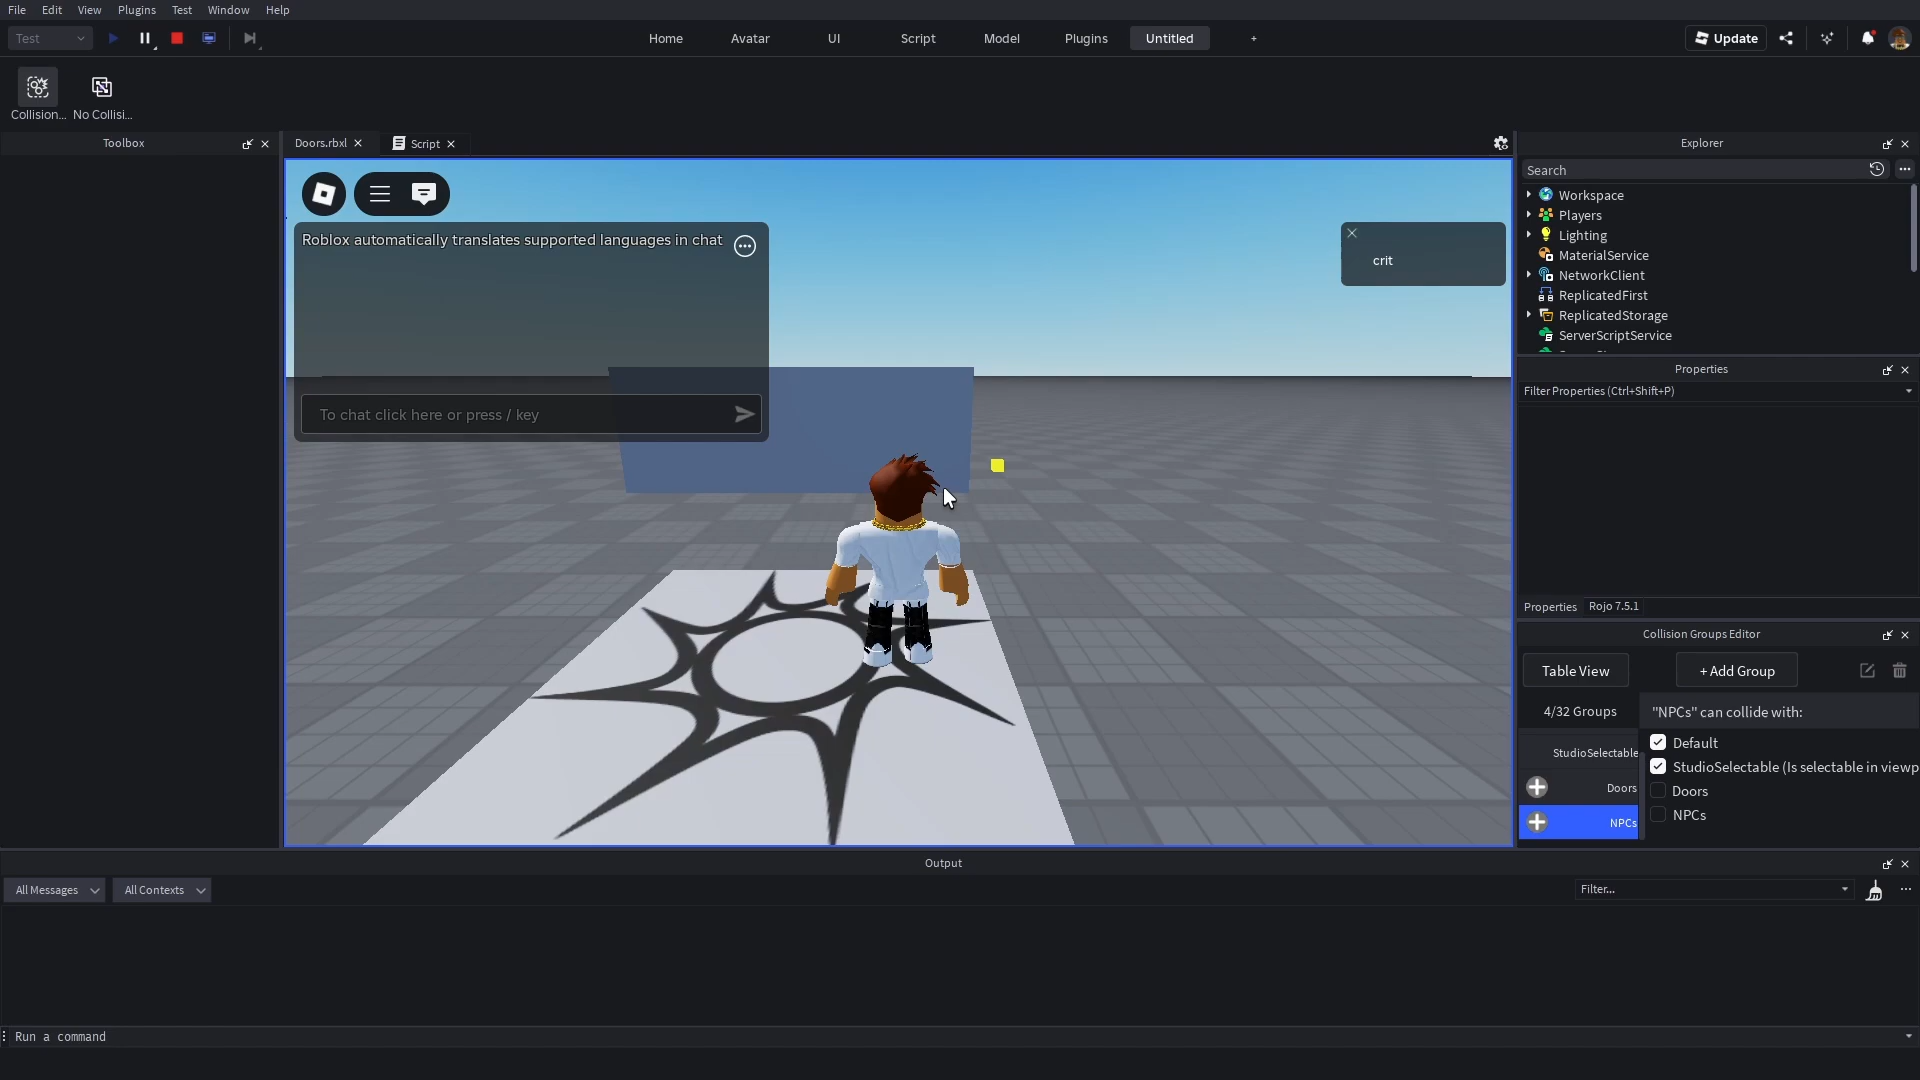 File Edit View Plugins Test Window Help
Test Home Avatar UI Script Model Plugins Untitled + Update
Collision... No Collisi...
Toolbox
Doors.rbxl
Script
Roblox automatically translates supported languages in chat
To chat click here or press / key
crit
Explorer
Search
Workspace
Players
Lighting
MaterialService
NetworkClient
ReplicatedFirst
ReplicatedStorage
ServerScriptService
Properties
Filter Properties (Ctrl+Shift+P)
Properties Rojo 7.5.1
Collision Groups Editor
Table View + Add Group
4/32 Groups
StudioSelectable
Doors
NPCs
"NPCs" can collide with:
Default
StudioSelectable (Is selectable in viewp
Doors
NPCs
Output
All Messages All Contexts Filter...
Run a command